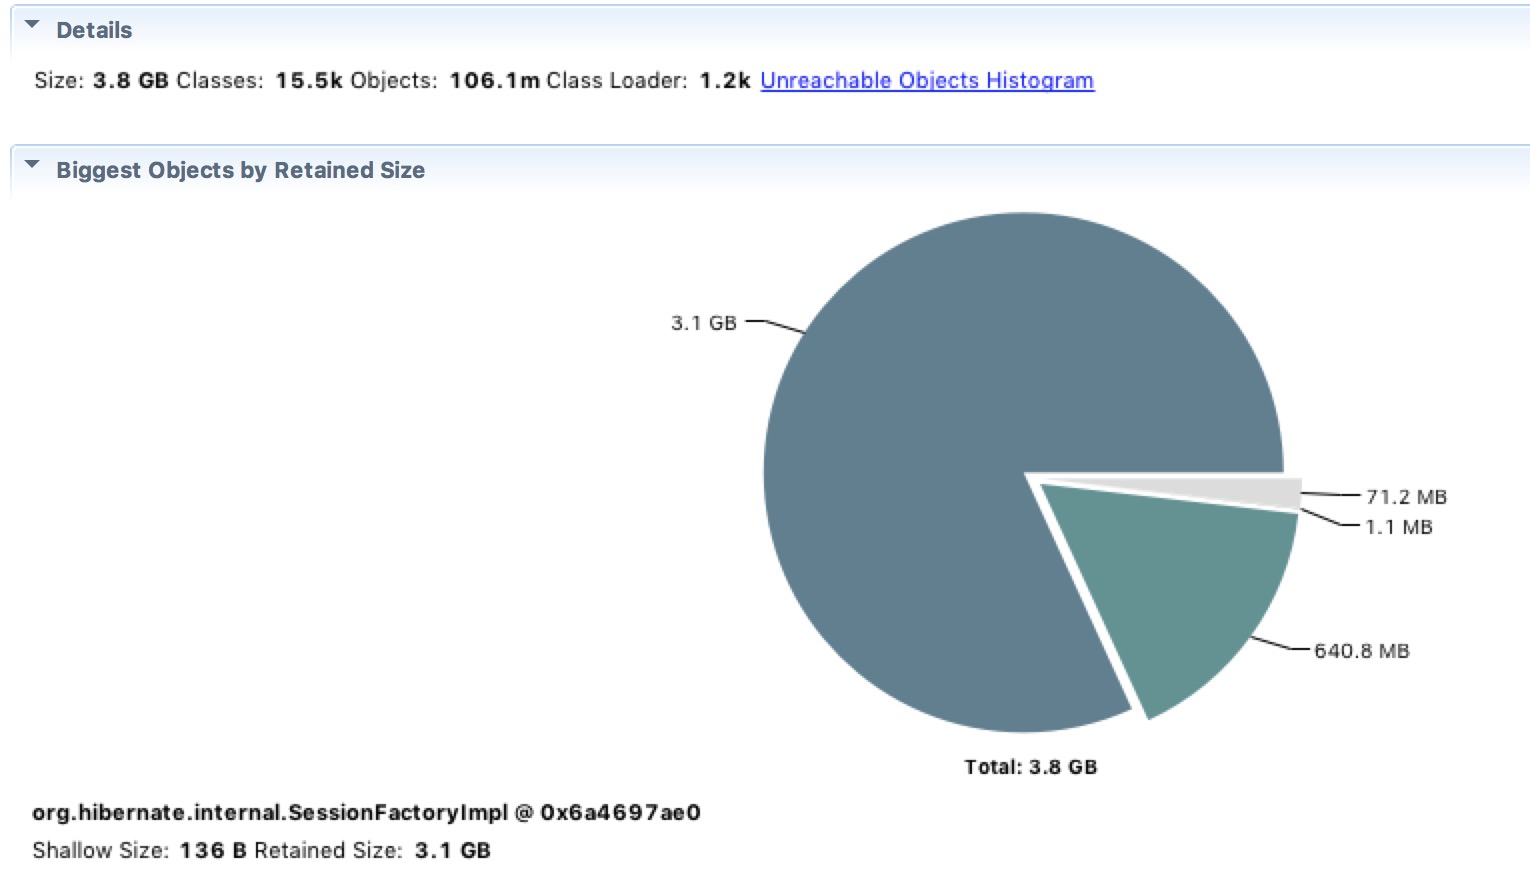 Details
Size: 3.8 GB Classes: 15.5k Objects: 106.1m Class Loader: 1.2k Unreachable Objects Histogram
Biggest Objects by Retained Size
3.1 GB
71.2 MB
1.1 MB
640.8 MB
Total: 3.8 GB
org.hibernate.internal.SessionFactoryImpl @ 0x6a4697ae0
Shallow Size: 136 B Retained Size: 3.1 GB